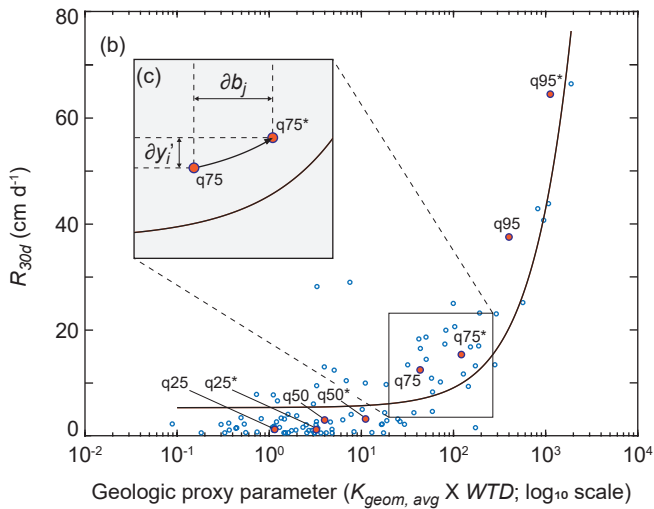 (b)
(c)
∂bⱼ
q75*
∂yᵢ'
q75
q95*
q95
q75*
q75
q25
q25*
q50
q50*
80
60
40
20
0
10⁻² 10⁻¹ 10⁰ 10¹ 10² 10³ 10⁴
R30d (cm d⁻¹)
Geologic proxy parameter (Kgeom, avg X WTD; log₁₀ scale)